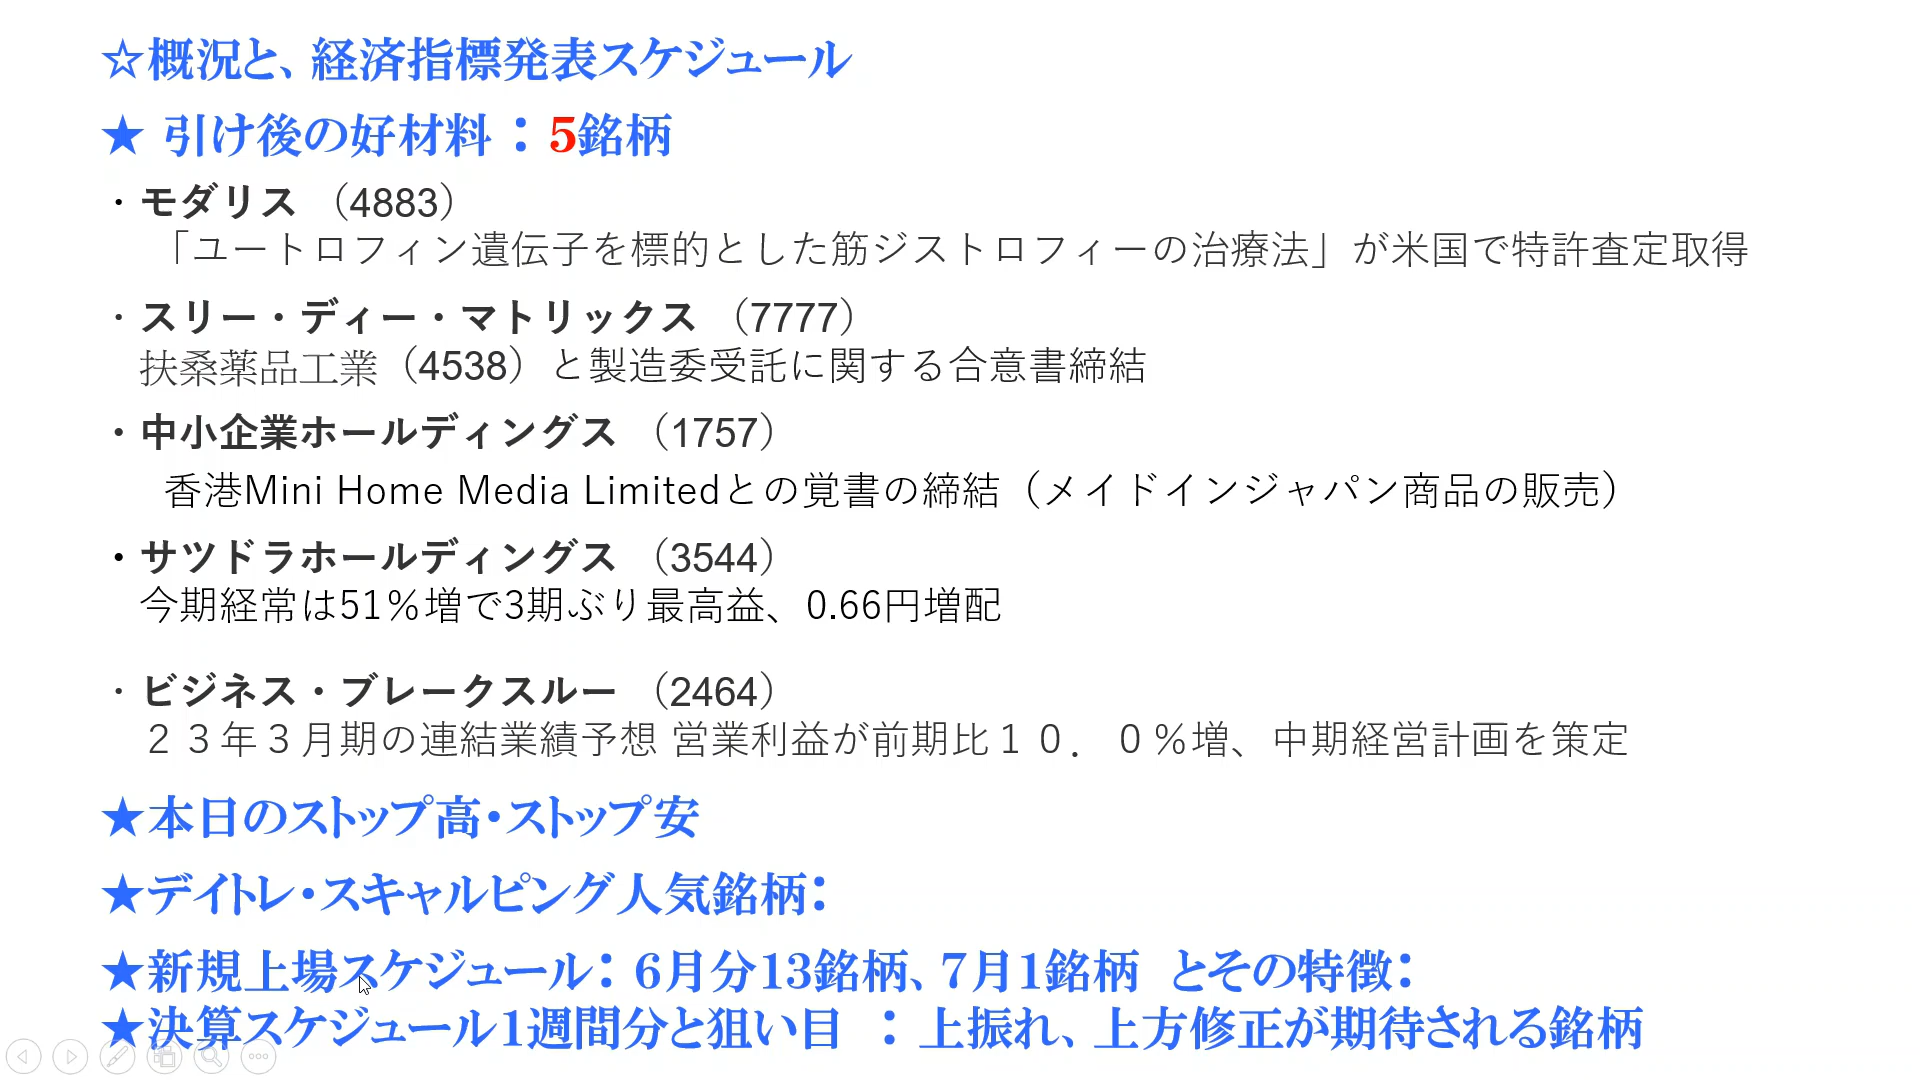 ☆概況と、経済指標発表スケジュール
★ 引け後の好材料：5銘柄
・モダリス （4883）
「ユートロフィン遺伝子を標的とした筋ジストロフィーの治療法」が米国で特許査定取得
・スリー・ディー・マトリックス （7777）
扶桑薬品工業（4538）と製造委受託に関する合意書締結
・中小企業ホールディングス （1757）
香港Mini Home Media Limitedとの覚書の締結（メイドインジャパン商品の販売）
・サツドラホールディングス （3544）
今期経常は51％増で3期ぶり最高益、0.66円増配
・ビジネス・ブレークスルー （2464）
２３年３月期の連結業績予想 営業利益が前期比１０．０％増、中期経営計画を策定
★本日のストップ高・ストップ安
★デイトレ・スキャルピング人気銘柄：
★新規上場スケジュール：6月分13銘柄、7月1銘柄 とその特徴：
★決算スケジュール1週間分と狙い目 ：上振れ、上方修正が期待される銘柄